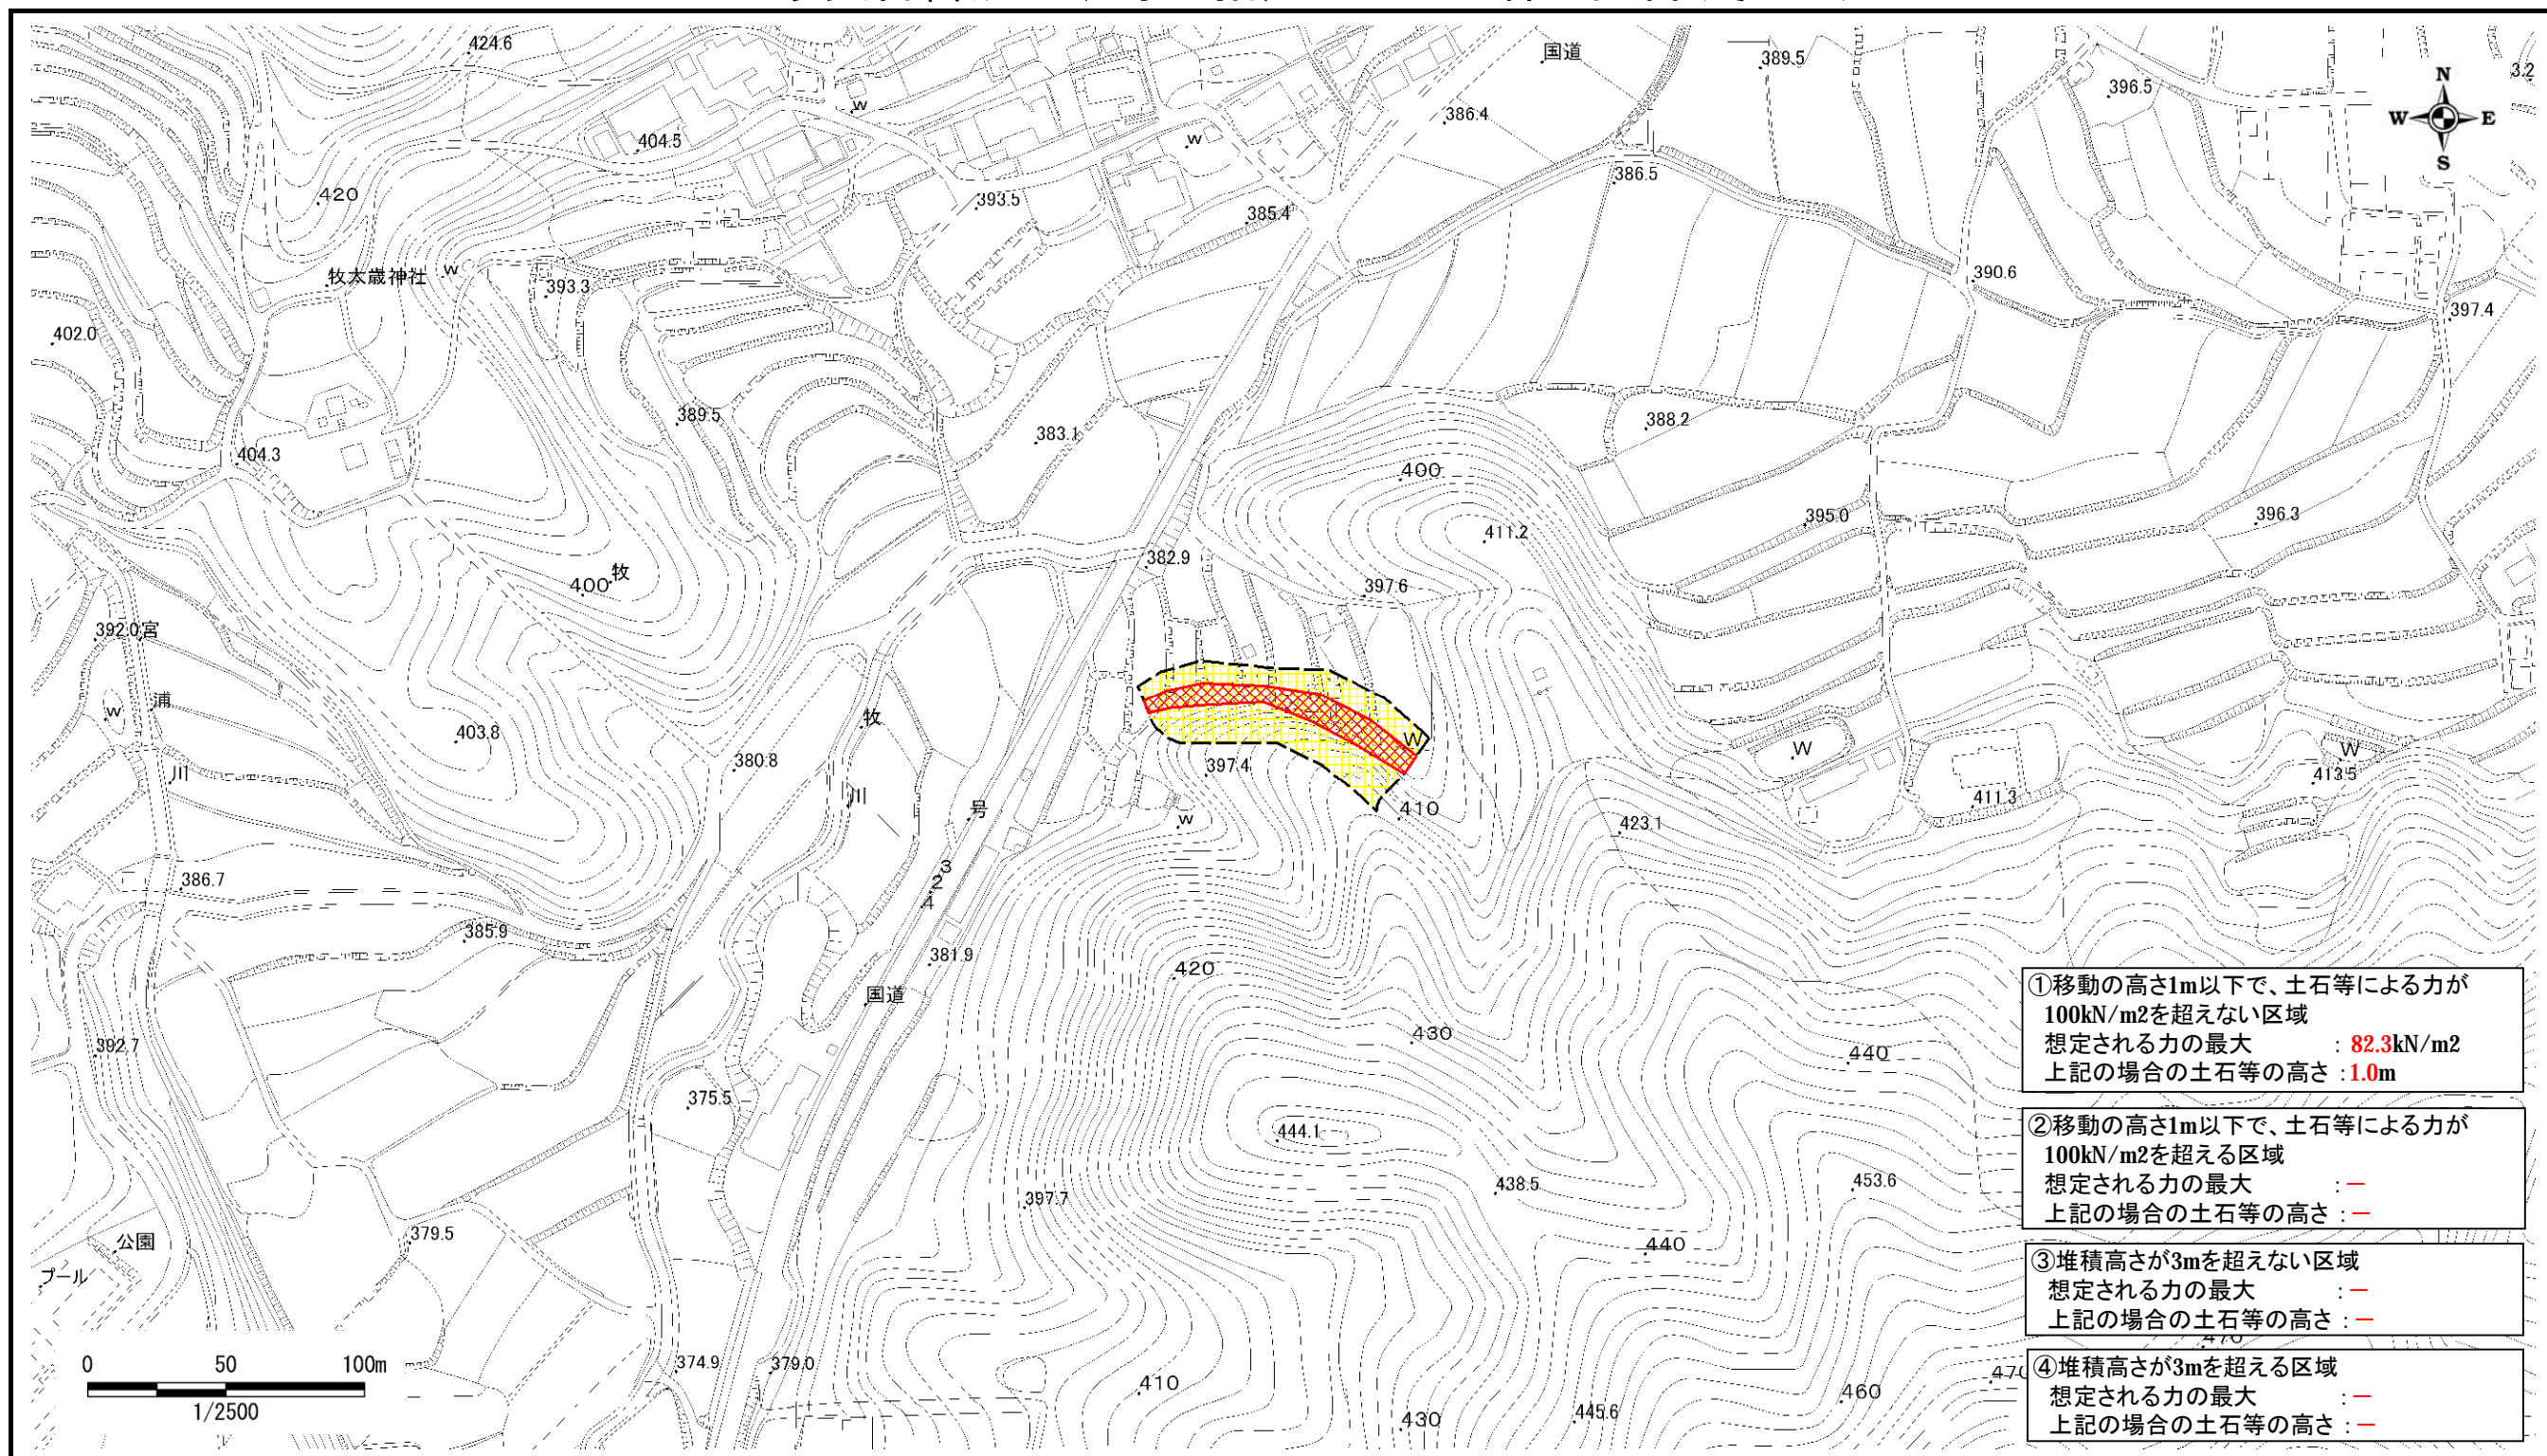 424.6
国道
389.5
396.5
3.2
N
W
E
S
386.4
w
404.5
w
386.5
420
393.5
385.4
牧太歳神社
w
393.3
390.6
402.0
397.4
389.5
383.1
388.2
404.3
400
411.2
395.0
396.3
382.9
397.6
400
牧
392.0
宮
浦
川
w
牧
川
403.8
380.8
397.4
W
W
W
413.5
411.3
410
w
423.1
号
3
2
4
386.7
385.9
381.9
420
国道
392.7
430
440
375.5
444.1
438.5
453.6
397.7
379.5
440
公園
プール
374.9
379.0
410
430
445.6
460
470
470
0 50 100m
1/2500
①移動の高さ1m以下で、土石等による力が
100kN/m2を超えない区域
想定される力の最大 : 82.3kN/m2
上記の場合の土石等の高さ : 1.0m
②移動の高さ1m以下で、土石等による力が
100kN/m2を超える区域
想定される力の最大 : －
上記の場合の土石等の高さ : －
③堆積高さが3mを超えない区域
想定される力の最大 : －
上記の場合の土石等の高さ : －
④堆積高さが3mを超える区域
想定される力の最大 : －
上記の場合の土石等の高さ : －